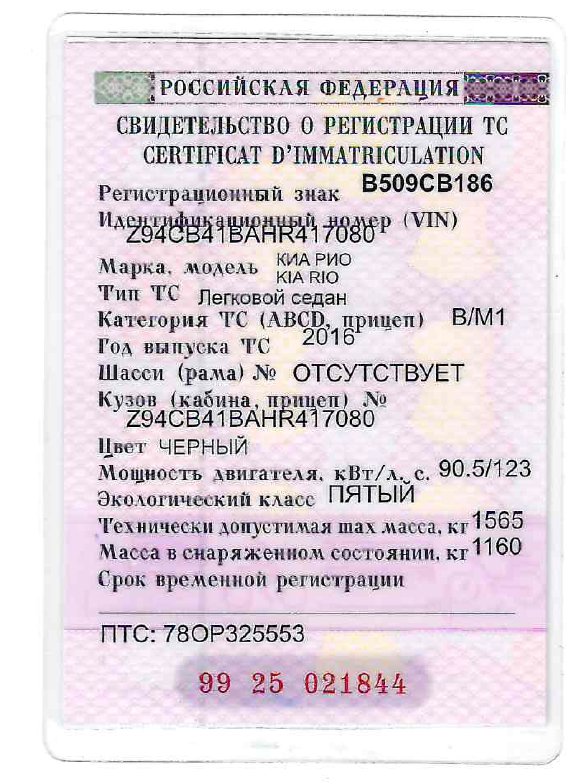 РОССИЙСКАЯ ФЕДЕРАЦИЯ
СВИДЕТЕЛЬСТВО О РЕГИСТРАЦИИ ТС
CERTIFICAT D'IMMATRICULATION
Регистрационный знак В509СВ186
Идентификационный номер (VIN)
Z94CB41BAHR417080
Марка, модель КИА РИО
KIA RIO
Тип ТС Легковой седан
Категория ТС (ABCD, прицеп) B/M1
Год выпуска ТС 2016
Шасси (рама) № ОТСУТСТВУЕТ
Кузов (кабина, прицеп) №
Z94CB41BAHR417080
Цвет ЧЕРНЫЙ
Мощность двигателя, кВт/л. с. 90.5/123
Экологический класс ПЯТЫЙ
Технически допустимая max масса, кг 1565
Масса в снаряженном состоянии, кг 1160
Срок временной регистрации
ПТС: 78ОР325553
99 25 021844